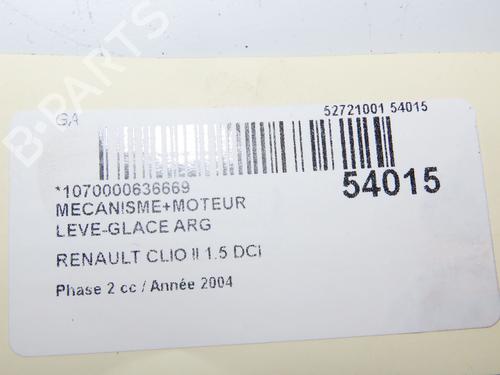 B-PARTS
GA
52721001 54015
*1070000636669
54015
MECANISME+MOTEUR
LEVE-GLACE ARG
RENAULT CLIO II 1.5 DCi
Phase 2 cc / Année 2004